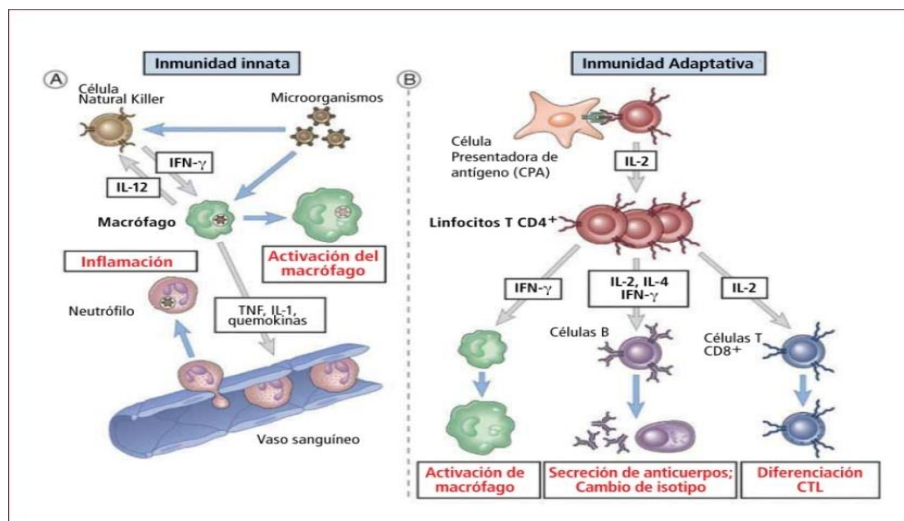 Inmunidad innata
A
Célula
Natural Killer
Microorganismos
IFN-γ
IL-12
Macrófago
Activación del
macrófago
Inflamación
Neutrófilo
TNF, IL-1,
quemokinas
Vaso sanguíneo
Inmunidad Adaptativa
B
Célula
Presentadora de
antígeno (CPA)
IL-2
Linfocitos T CD4+
IFN-γ
IL-2, IL-4
IFN-γ
IL-2
Células B
Células T
CD8+
Activación de
macrófago
Secreción de anticuerpos;
Cambio de isotipo
Diferenciación
CTL